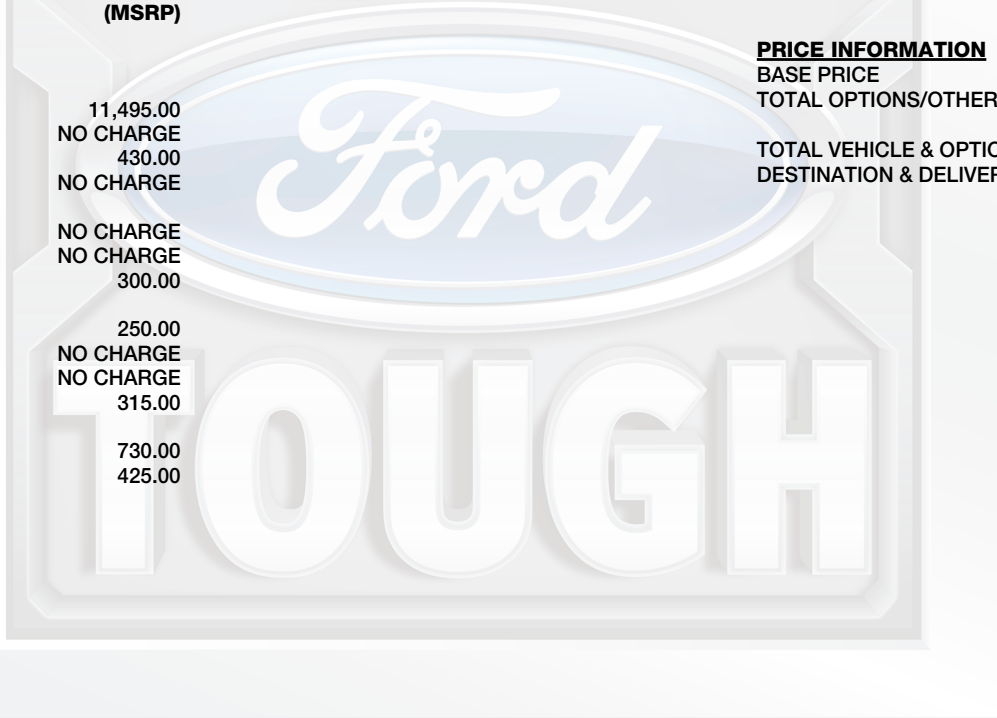 (MSRP)
11,495.00
NO CHARGE
430.00
NO CHARGE
NO CHARGE
NO CHARGE
300.00
250.00
NO CHARGE
NO CHARGE
315.00
730.00
425.00
PRICE INFORMATION
BASE PRICE
TOTAL OPTIONS/OTHER
TOTAL VEHICLE & OPTIO
DESTINATION & DELIVER
Ford
TOUGH